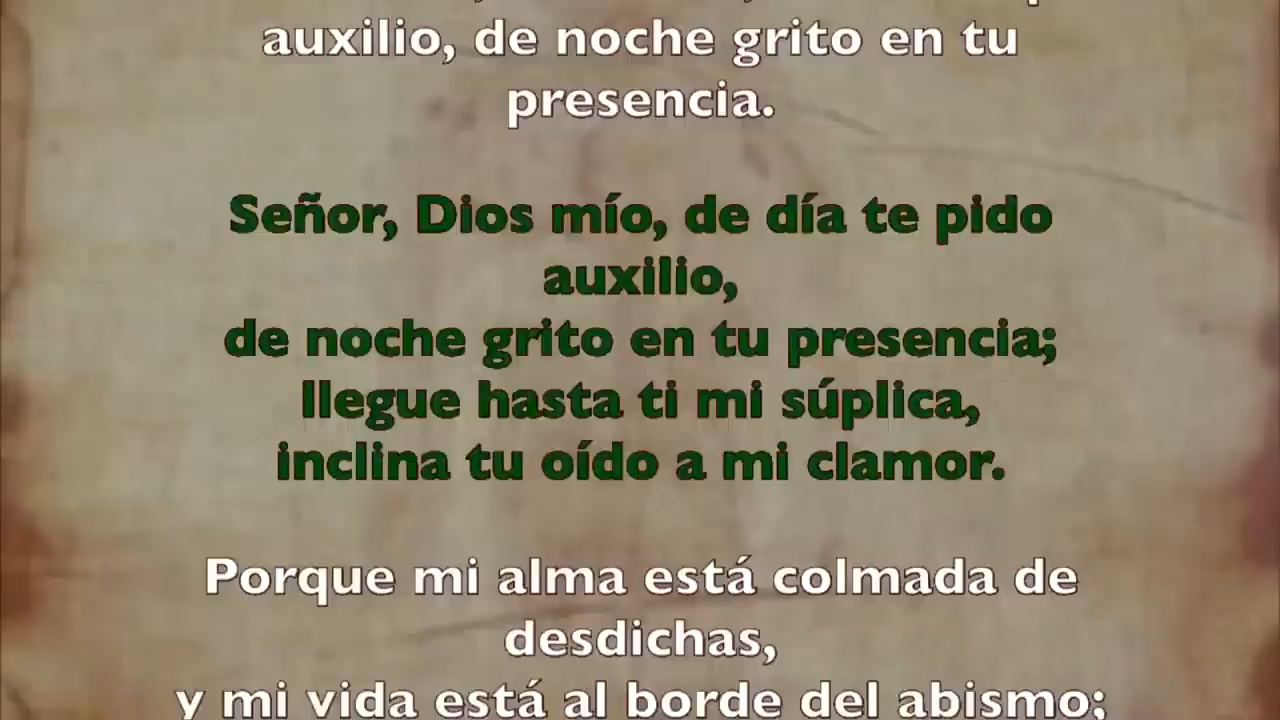 auxilio, de noche grito en tu
presencia.
Señor, Dios mío, de día te pido
auxilio,
de noche grito en tu presencia;
llegue hasta ti mi súplica,
inclina tu oído a mi clamor.
Porque mi alma está colmada de
desdichas,
y mi vida está al borde del abismo;